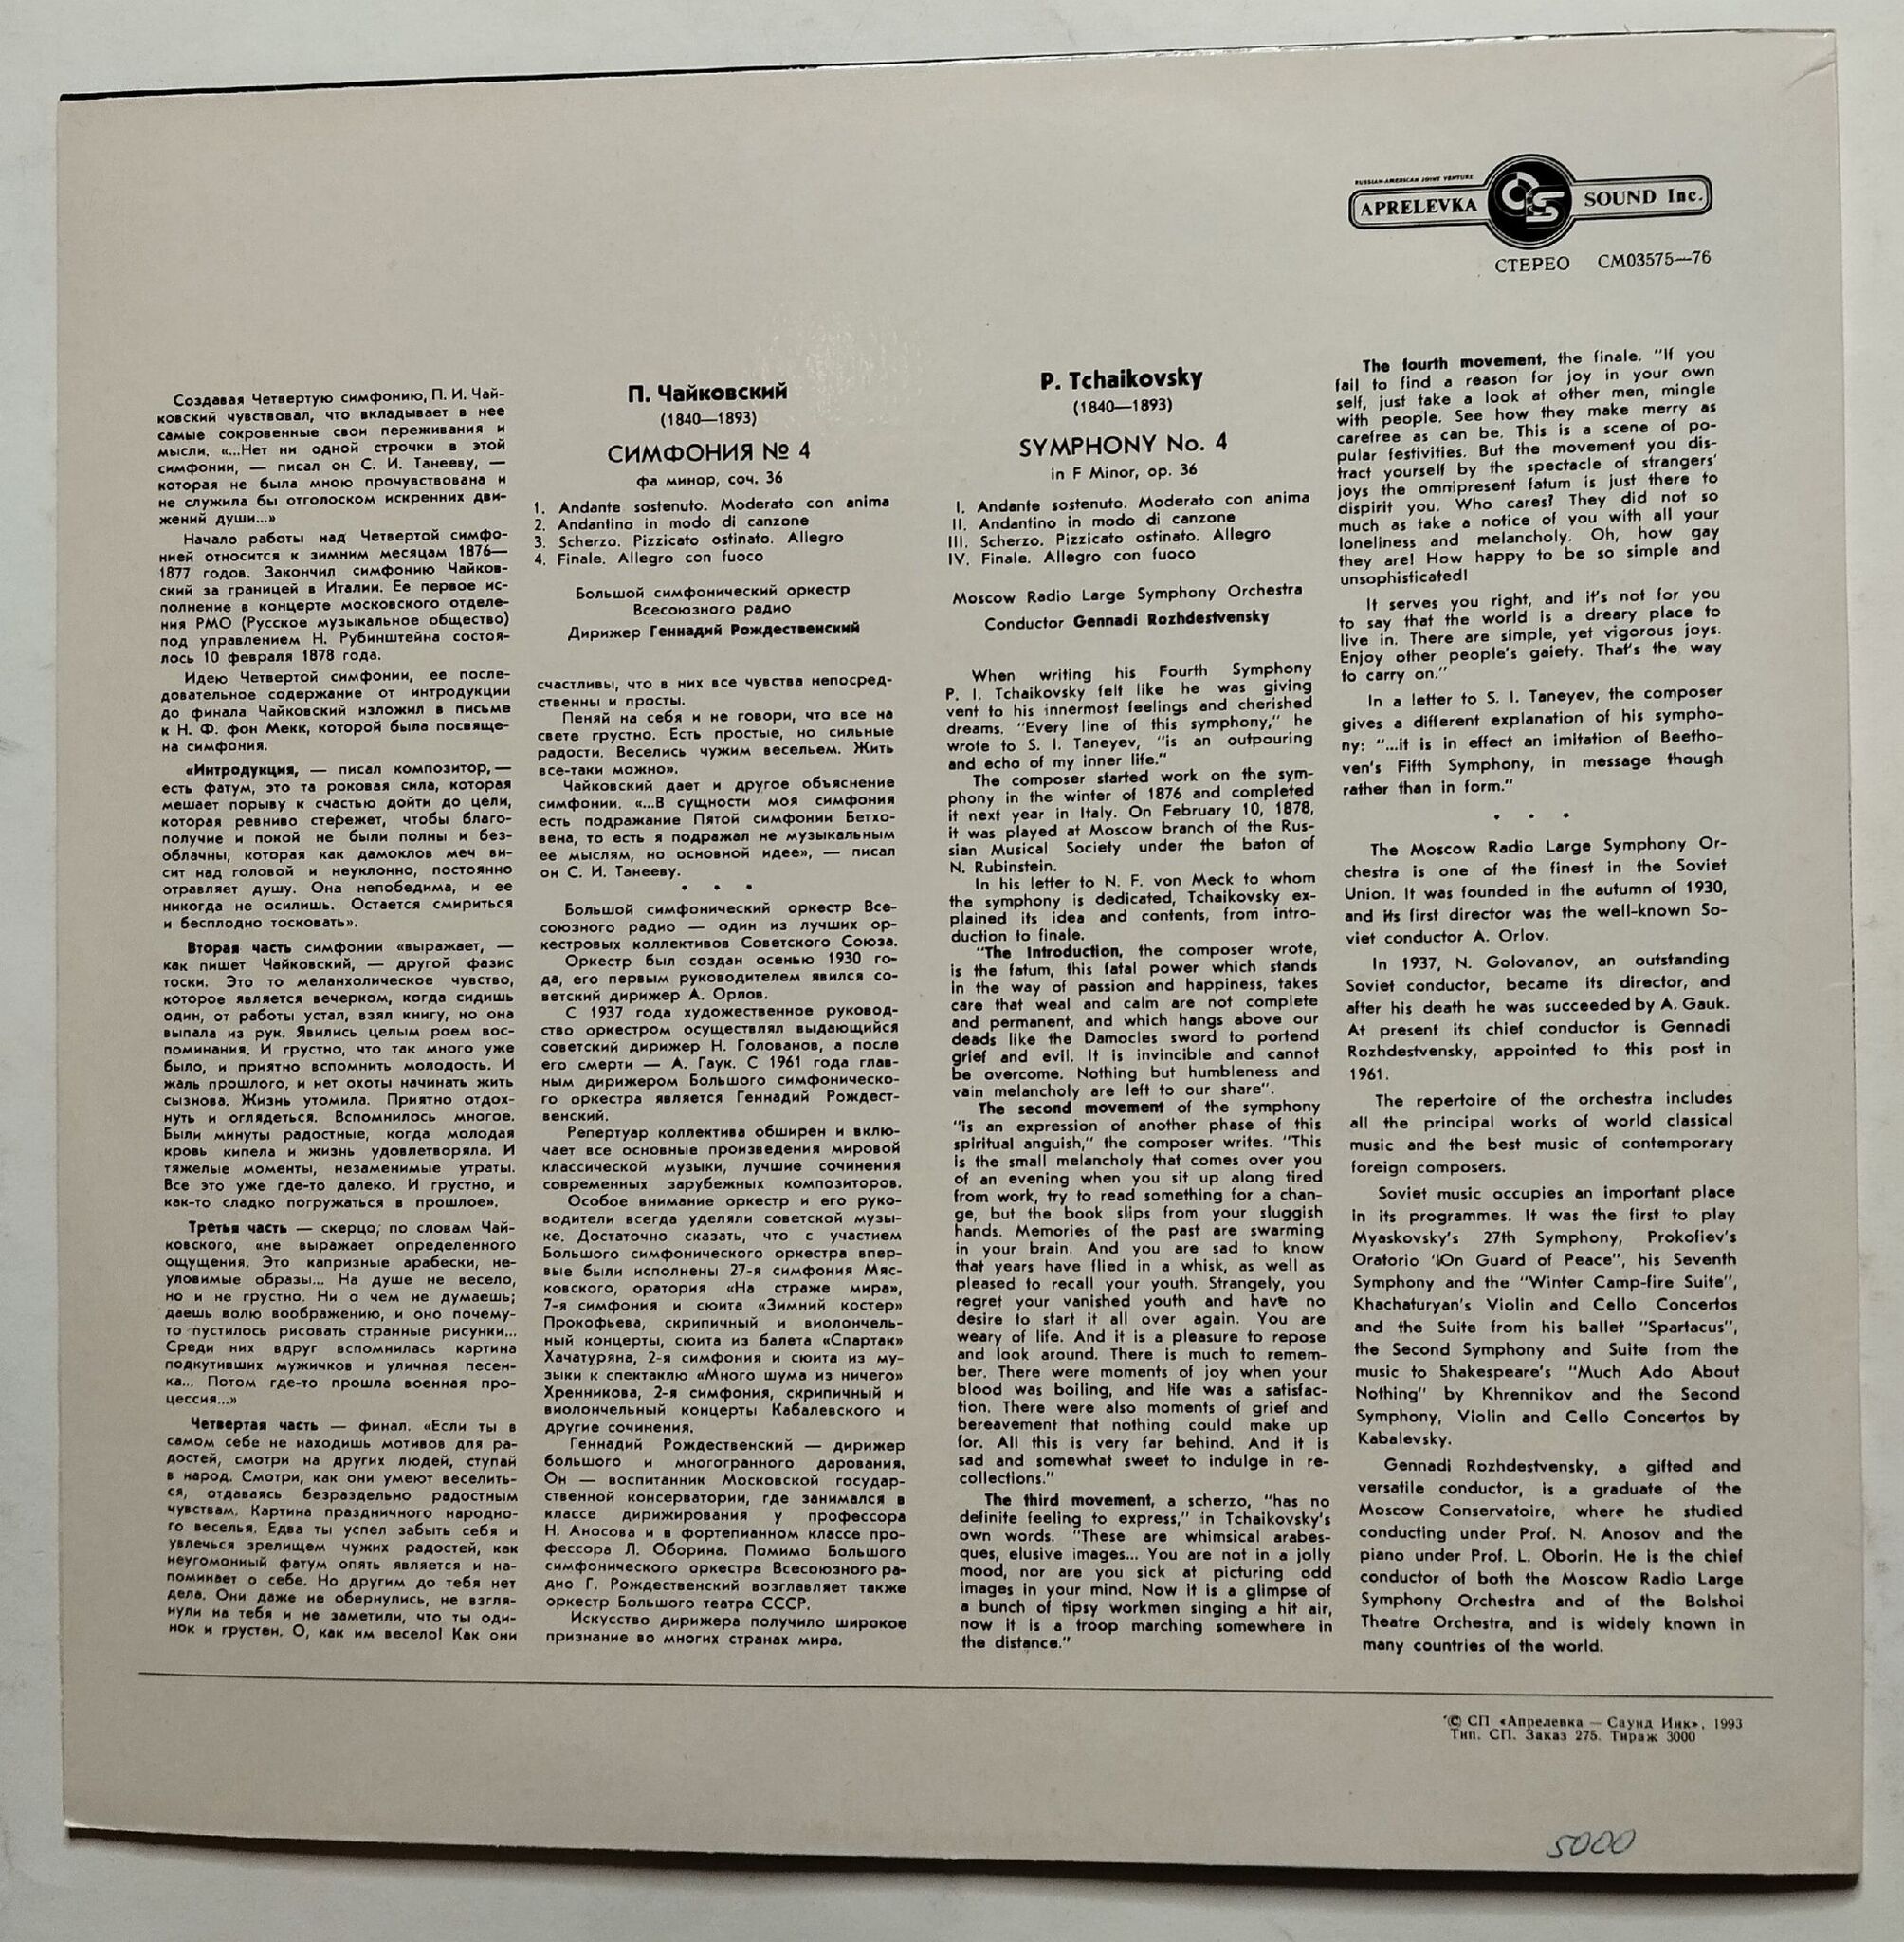 RUSSIAN-AMERICAN JOINT VENTURE
APRELEVKA SOUND Inc.
СТЕРЕО СМ03575—76
Создавая Четвертую симфонию, П. И. Чай-
ковский чувствовал, что вкладывает в нее
самые сокровенные свои переживания и
мысли. «...Нет ни одной строчки в этой
симфонии, — писал он С. И. Танееву, —
которая не была мною прочувствована и
не служила бы отголоском искренних дви-
жений души...»
Начало работы над Четвертой симфо-
нией относится к зимним месяцам 1876—
1877 годов. Закончил симфонию Чайков-
ский за границей в Италии. Ее первое ис-
полнение в концерте московского отделе-
ния РМО (Русское музыкальное общество)
под управлением Н. Рубинштейна состоя-
лось 10 февраля 1878 года.
Идею Четвертой симфонии, ее после-
довательное содержание от интродукции
до финала Чайковский изложил в письме
к Н. Ф. фон Мекк, которой была посвяще-
на симфония.
«Интродукция, — писал композитор, —
есть фатум, это та роковая сила, которая
мешает порыву к счастью дойти до цели,
которая ревниво стережет, чтобы благо-
получие и покой не были полны и без-
облачны, которая как дамоклов меч ви-
сит над головой и неуклонно, постоянно
отравляет душу. Она непобедима, и ее
никогда не осилишь. Остается смириться
и бесплодно тосковать».
Вторая часть симфонии «выражает, —
как пишет Чайковский, — другой фазис
тоски. Это то меланхолическое чувство,
которое является вечерком, когда сидишь
один, от работы устал, взял книгу, но она
выпала из рук. Явились целым роем вос-
поминания. И грустно, что так много уже
было, и приятно вспомнить молодость. И
жаль прошлого, и нет охоты начинать жить
сызнова. Жизнь утомила. Приятно отдох-
нуть и оглядеться. Вспомнилось многое.
Были минуты радостные, когда молодая
кровь кипела и жизнь удовлетворяла. И
тяжелые моменты, незаменимые утраты.
Все это уже где-то далеко. И грустно, и
как-то сладко погружаться в прошлое».
Третья часть — скерцо; по словам Чай-
ковского, «не выражает определенного
ощущения. Это капризные арабески, не-
уловимые образы... На душе не весело,
но и не грустно. Ни о чем не думаешь;
даешь волю воображению, и оно почему-
то пустилось рисовать странные рисунки...
Среди них вдруг вспомнилась картина
подкутивших мужичков и уличная песен-
ка... Потом где-то прошла военная про-
цессия...»
Четвертая часть — финал. «Если ты в
самом себе не находишь мотивов для ра-
достей, смотри на других людей, ступай
в народ. Смотри, как они умеют веселить-
ся, отдаваясь безраздельно радостным
чувствам. Картина праздничного народно-
го веселья. Едва ты успел забыть себя и
увлечься зрелищем чужих радостей, как
неугомонный фатум опять является и на-
поминает о себе. Но другим до тебя нет
дела. Они даже не обернулись, не взгля-
нули на тебя и не заметили, что ты оди-
нок и грустен. О, как им весело! Как они
П. Чайковский
(1840—1893)
СИМФОНИЯ № 4
фа минор, соч. 36
1. Andante sostenuto. Moderato con anima
2. Andantino in modo di canzone
3. Scherzo. Pizzicato ostinato. Allegro
4. Finale. Allegro con fuoco
Большой симфонический оркестр
Всесоюзного радио
Дирижер Геннадий Рождественский
счастливы, что в них все чувства непосред-
ственны и просты.
Пеняй на себя и не говори, что все на
свете грустно. Есть простые, но сильные
радости. Веселись чужим весельем. Жить
все-таки можно».
Чайковский дает и другое объяснение
симфонии. «...В сущности моя симфония
есть подражание Пятой симфонии Бетхо-
вена, то есть я подражал не музыкальным
ее мыслям, но основной идее», — писал
он С. И. Танееву.
• • •
Большой симфонический оркестр Все-
союзного радио — один из лучших ор-
кестровых коллективов Советского Союза.
Оркестр был создан осенью 1930 го-
да, его первым руководителем явился со-
ветский дирижер А. Орлов.
С 1937 года художественное руковод-
ство оркестром осуществлял выдающийся
советский дирижер Н. Голованов, а после
его смерти — А. Гаук. С 1961 года глав-
ным дирижером Большого симфоническо-
го оркестра является Геннадий Рождест-
венский.
Репертуар коллектива обширен и вклю-
чает все основные произведения мировой
классической музыки, лучшие сочинения
современных зарубежных композиторов.
Особое внимание оркестр и его руко-
водители всегда уделяли советской музы-
ке. Достаточно сказать, что с участием
Большого симфонического оркестра впер-
вые были исполнены 27-я симфония Мяс-
ковского, оратория «На страже мира»,
7-я симфония и сюита «Зимний костер»
Прокофьева, скрипичный и виолончель-
ный концерты, сюита из балета «Спартак»
Хачатуряна, 2-я симфония и сюита из му-
зыки к спектаклю «Много шума из ничего»
Хренникова, 2-я симфония, скрипичный и
виолончельный концерты Кабалевского и
другие сочинения.
Геннадий Рождественский — дирижер
большого и многогранного дарования.
Он — воспитанник Московской государ-
ственной консерватории, где занимался в
классе дирижирования у профессора
Н. Аносова и в фортепианном классе про-
фессора Л. Оборина. Помимо Большого
симфонического оркестра Всесоюзного ра-
дио Г. Рождественский возглавляет также
оркестр Большого театра СССР.
Искусство дирижера получило широкое
признание во многих странах мира.
P. Tchaikovsky
(1840—1893)
SYMPHONY No. 4
in F Minor, op. 36
I. Andante sostenuto. Moderato con anima
II. Andantino in modo di canzone
III. Scherzo. Pizzicato ostinato. Allegro
IV. Finale. Allegro con fuoco
Moscow Radio Large Symphony Orchestra
Conductor Gennadi Rozhdestvensky
When writing his Fourth Symphony
P. I. Tchaikovsky felt like he was giving
vent to his innermost feelings and cherished
dreams. "Every line of this symphony," he
wrote to S. I. Taneyev, "is an outpouring
and echo of my inner life."
The composer started work on the sym-
phony in the winter of 1876 and completed
it next year in Italy. On February 10, 1878,
it was played at Moscow branch of the Rus-
sian Musical Society under the baton of
N. Rubinstein.
In his letter to N. F. von Meck to whom
the symphony is dedicated, Tchaikovsky ex-
plained its idea and contents, from intro-
duction to finale.
"The Introduction, the composer wrote,
is the fatum, this fatal power which stands
in the way of passion and happiness, takes
care that weal and calm are not complete
and permanent, and which hangs above our
deads like the Damocles sword to portend
grief and evil. It is invincible and cannot
be overcome. Nothing but humbleness and
vain melancholy are left to our share".
The second movement of the symphony
"is an expression of another phase of this
spiritual anguish," the composer writes. "This
is the small melancholy that comes over you
of an evening when you sit up along tired
from work, try to read something for a chan-
ge, but the book slips from your sluggish
hands. Memories of the past are swarming
in your brain. And you are sad to know
that years have flied in a whisk, as well as
pleased to recall your youth. Strangely, you
regret your vanished youth and have no
desire to start it all over again. You are
weary of life. And it is a pleasure to repose
and look around. There is much to remem-
ber. There were moments of joy when your
blood was boiling, and life was a satisfac-
tion. There were also moments of grief and
bereavement that nothing could make up
for. All this is very far behind. And it is
sad and somewhat sweet to indulge in re-
collections."
The third movement, a scherzo, "has no
definite feeling to express," in Tchaikovsky's
own words. "These are whimsical arabes-
ques, elusive images... You are not in a jolly
mood, nor are you sick at picturing odd
images in your mind. Now it is a glimpse of
a bunch of tipsy workmen singing a hit air,
now it is a troop marching somewhere in
the distance."
The fourth movement, the finale. "If you
fail to find a reason for joy in your own
self, just take a look at other men, mingle
with people. See how they make merry as
carefree as can be. This is a scene of po-
pular festivities. But the movement you dis-
tract yourself by the spectacle of strangers'
joys the omnipresent fatum is just there to
dispirit you. Who cares? They did not so
much as take a notice of you with all your
loneliness and melancholy. Oh, how gay
they are! How happy to be so simple and
unsophisticated!
It serves you right, and it's not for you
to say that the world is a dreary place to
live in. There are simple, yet vigorous joys.
Enjoy other people's gaiety. That's the way
to carry on."
In a letter to S. I. Taneyev, the composer
gives a different explanation of his sympho-
ny: "...it is in effect an imitation of Beetho-
ven's Fifth Symphony, in message though
rather than in form."
• • •
The Moscow Radio Large Symphony Or-
chestra is one of the finest in the Soviet
Union. It was founded in the autumn of 1930,
and its first director was the well-known So-
viet conductor A. Orlov.
In 1937, N. Golovanov, an outstanding
Soviet conductor, became its director, and
after his death he was succeeded by A. Gauk.
At present its chief conductor is Gennadi
Rozhdestvensky, appointed to this post in
1961.
The repertoire of the orchestra includes
all the principal works of world classical
music and the best music of contemporary
foreign composers.
Soviet music occupies an important place
in its programmes. It was the first to play
Myaskovsky's 27th Symphony, Prokofiev's
Oratorio "On Guard of Peace", his Seventh
Symphony and the "Winter Camp-fire Suite",
Khachaturyan's Violin and Cello Concertos
and the Suite from his ballet "Spartacus",
the Second Symphony and Suite from the
music to Shakespeare's "Much Ado About
Nothing" by Khrennikov and the Second
Symphony, Violin and Cello Concertos by
Kabalevsky.
Gennadi Rozhdestvensky, a gifted and
versatile conductor, is a graduate of the
Moscow Conservatoire, where he studied
conducting under Prof. N. Anosov and the
piano under Prof. L. Oborin. He is the chief
conductor of both the Moscow Radio Large
Symphony Orchestra and of the Bolshoi
Theatre Orchestra, and is widely known in
many countries of the world.
© СП «Апрелевка — Саунд Инк», 1993
Тип. СП. Заказ 275. Тираж 3000
5000